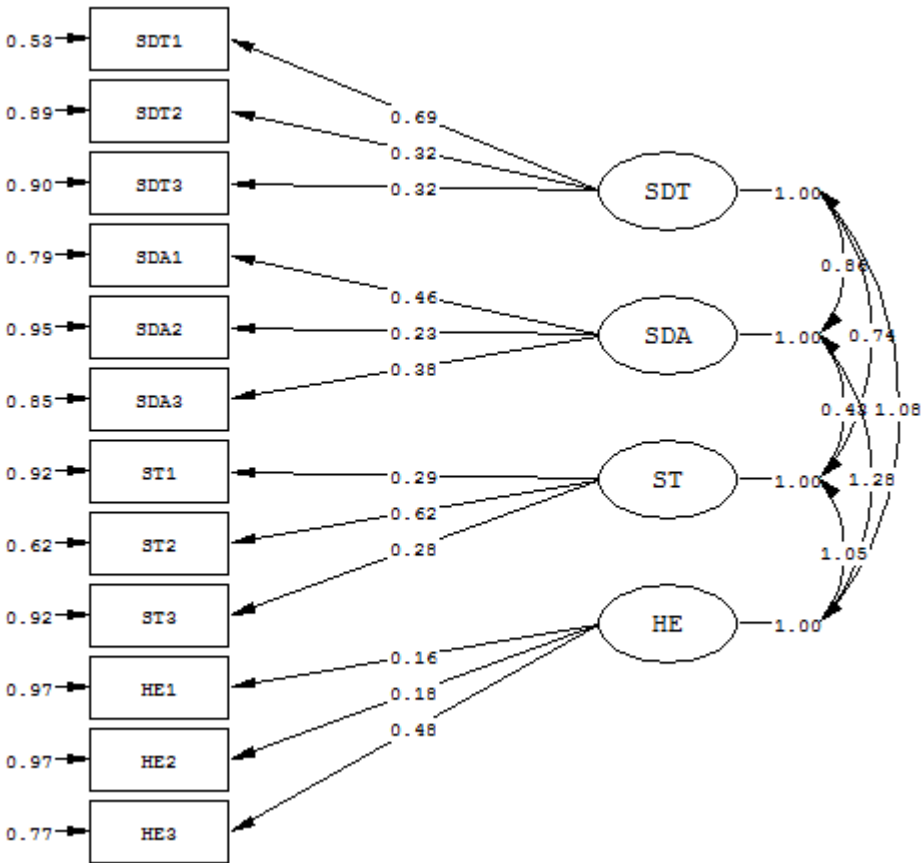 0.53 SDT1
0.69
0.89 SDT2
0.32
0.90 SDT3
0.32
SDT 1.00
0.79 SDA1
0.86
0.46
0.95 SDA2
0.23
SDA 1.00
0.74
0.38
0.85 SDA3
0.43
1.08
0.92 ST1
0.29
ST 1.00
1.28
0.62
0.62 ST2
0.28
1.05
0.92 ST3
HE 1.00
0.16
0.97 HE1
0.18
0.48
0.97 HE2
0.77 HE3